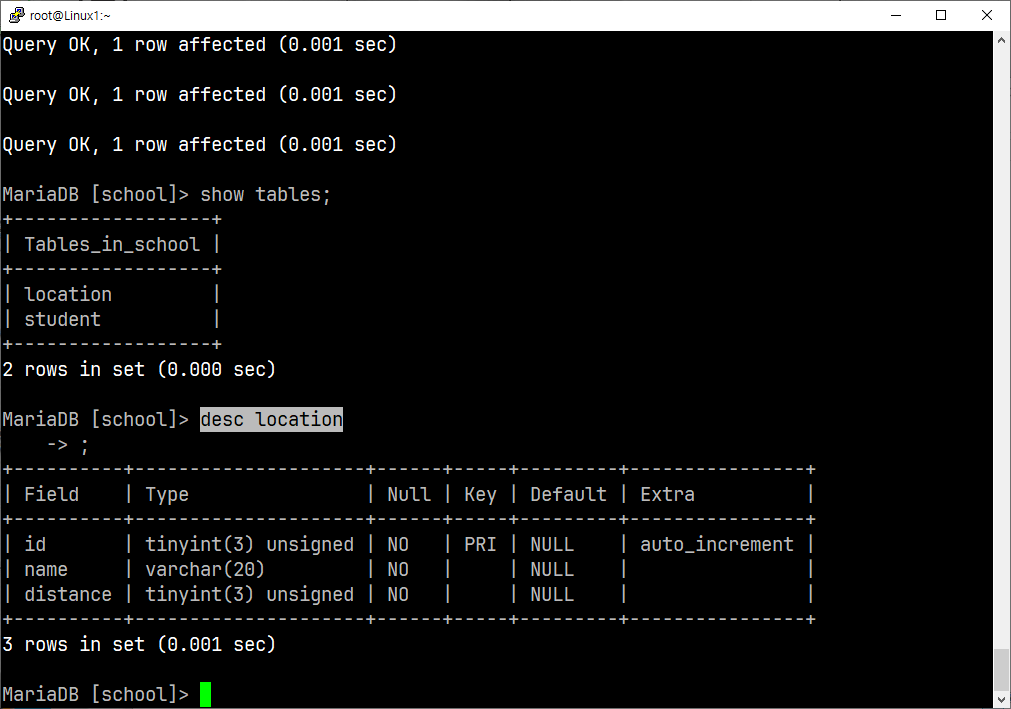 root@Linux1:~
Query OK, 1 row affected (0.001 sec)
Query OK, 1 row affected (0.001 sec)
Query OK, 1 row affected (0.001 sec)
MariaDB [school]> show tables;
+------------------+
| Tables_in_school |
+------------------+
| location         |
| student          |
+------------------+
2 rows in set (0.000 sec)
MariaDB [school]> desc location
    -> ;
+----------+---------------------+------+-----+---------+----------------+
| Field    | Type                | Null | Key | Default | Extra          |
+----------+---------------------+------+-----+---------+----------------+
| id       | tinyint(3) unsigned | NO   | PRI | NULL    | auto_increment |
| name     | varchar(20)         | NO   |     | NULL    |                |
| distance | tinyint(3) unsigned | NO   |     | NULL    |                |
+----------+---------------------+------+-----+---------+----------------+
3 rows in set (0.001 sec)
MariaDB [school]>